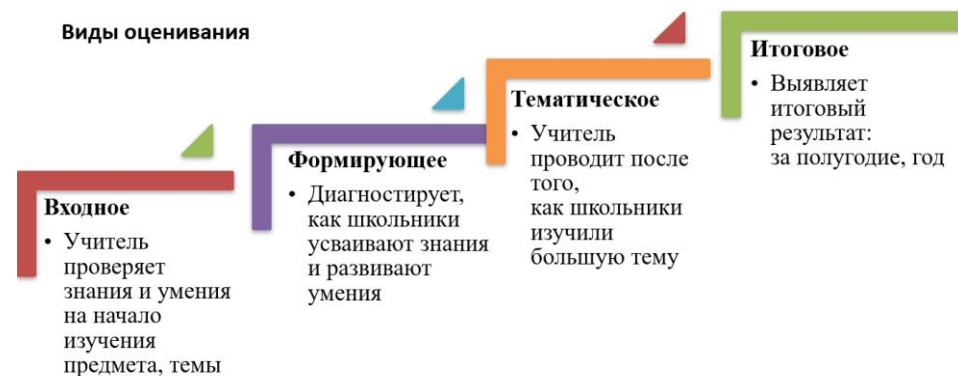 Виды оценивания
Входное
• Учитель
проверяет
знания и умения
на начало
изучения
предмета, темы
Формирующее
• Диагностирует,
как школьники
усваивают знания
и развивают
умения
Тематическое
• Учитель
проводит после
того,
как школьники
изучили
большую тему
Итоговое
• Выявляет
итоговый
результат:
за полугодие, год